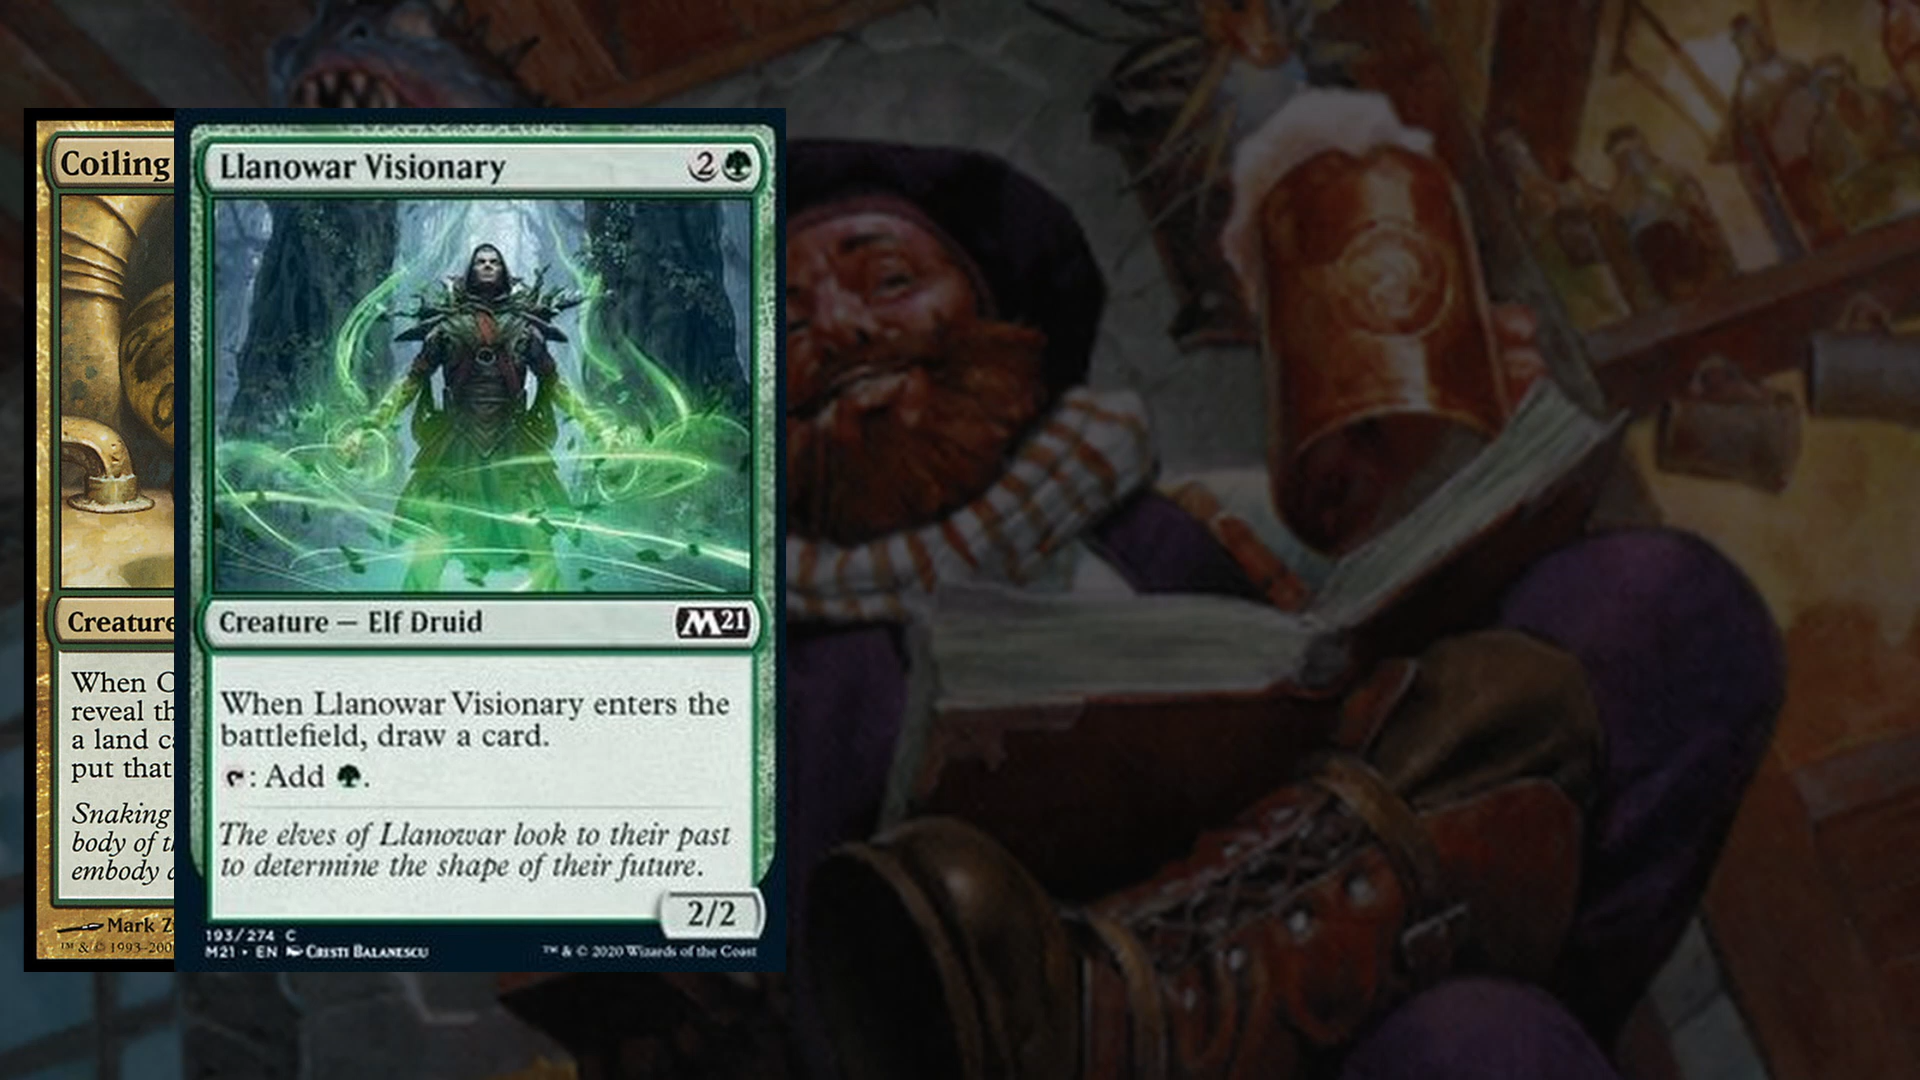 Coiling
Creature
When C
reveal th
a land c
put that
Snaking
body of t
embody
Mark Z
™ & © 1993-200
Llanowar Visionary
2
Creature — Elf Druid
M21
When Llanowar Visionary enters the
battlefield, draw a card.
: Add .
The elves of Llanowar look to their past
to determine the shape of their future.
2/2
193/274 C
M21 • EN Cristi Balanescu
™ & © 2020 Wizards of the Coast